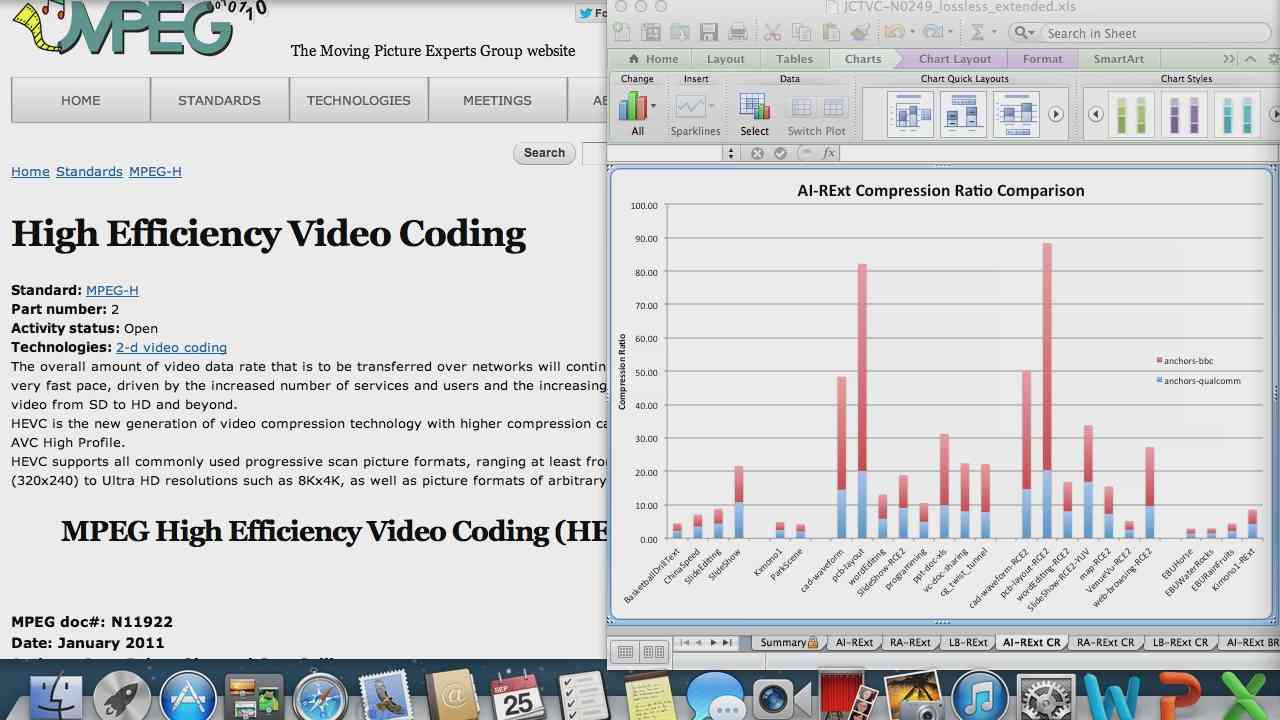 MPEG
The Moving Picture Experts Group website
HOME
STANDARDS
TECHNOLOGIES
MEETINGS
Search
Home Standards MPEG-H
High Efficiency Video Coding
Standard: MPEG-H
Part number: 2
Activity status: Open
Technologies: 2-d video coding
The overall amount of video data rate that is to be transferred over networks will contin
very fast pace, driven by the increased number of services and users and the increasing
video from SD to HD and beyond.
HEVC is the new generation of video compression technology with higher compression ca
AVC High Profile.
HEVC supports all commonly used progressive scan picture formats, ranging at least fro
(320x240) to Ultra HD resolutions such as 8Kx4K, as well as picture formats of arbitrary
MPEG High Efficiency Video Coding (HE
MPEG doc#: N11922
Date: January 2011
JCTVC-N0249_lossless_extended.xls
Search in Sheet
Home Layout Tables Charts Chart Layout Format SmartArt
Change Insert Data Chart Quick Layouts Chart Styles
All Sparklines Select Switch Plot
fx
AI-RExt Compression Ratio Comparison
Compression Ratio
100.00
90.00
80.00
70.00
60.00
50.00
40.00
30.00
20.00
10.00
0.00
anchors-bbc
anchors-qualcomm
BasketballDrillText
ChinaSpeed
SlideEditing
SlideShow
Kimono1
ParkScene
cad-waveform
pcb-layout
wordEditing
SlideShow-RCE2
programming
ppt-doc-xls
vc-doc-sharing
cg_twist_tunnel
cad-waveform-RCE2
pcb-layout-RCE2
wordEditing-RCE2
SlideShow-RCE2-YUV
map-RCE2
VenueVu-RCE2
web-browsing-RCE2
EBUHorse
EBUWaterRocks
EBURainFruits
Kimono1-RExt
Summary AI-RExt RA-RExt LB-RExt AI-RExt CR RA-RExt CR LB-RExt CR AI-RExt BR
SEP
25